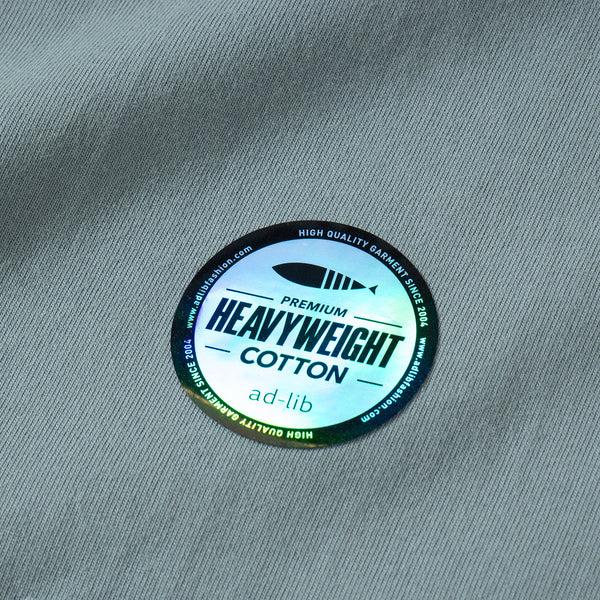 HIGH QUALITY GARMENT SINCE 2004
www.adlibfashion.com
HIGH QUALITY GARMENT SINCE 2004
www.adlibfashion.com
PREMIUM
HEAVYWEIGHT
COTTON
ad-lib